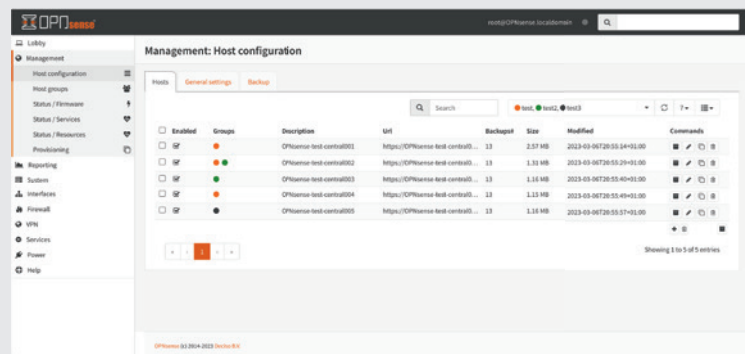 OPNsense
root@OPNsense.localdomain
Lobby
Management
Host configuration
Host groups
Status / Firmware
Status / Services
Status / Resources
Provisioning
Reporting
System
Interfaces
Firewall
VPN
Services
Power
Help
Management: Host configuration
Hosts General settings Backup
Search
test, test2, test3
7
Enabled Groups Description Url Backups# Size Modified Commands
OPNsense-test-central001 https://OPNsense-test-central0... 13 2.57 MB 2023-03-06T20:55:14+01:00
OPNsense-test-central002 https://OPNsense-test-central0... 13 1.31 MB 2023-03-06T20:55:29+01:00
OPNsense-test-central003 https://OPNsense-test-central0... 13 1.16 MB 2023-03-06T20:55:40+01:00
OPNsense-test-central004 https://OPNsense-test-central0... 13 1.15 MB 2023-03-06T20:55:49+01:00
OPNsense-test-central005 https://OPNsense-test-central0... 13 1.16 MB 2023-03-06T20:55:57+01:00
« ‹ 1 › »
Showing 1 to 5 of 5 entries
OPNsense (c) 2014-2023 Deciso B.V.